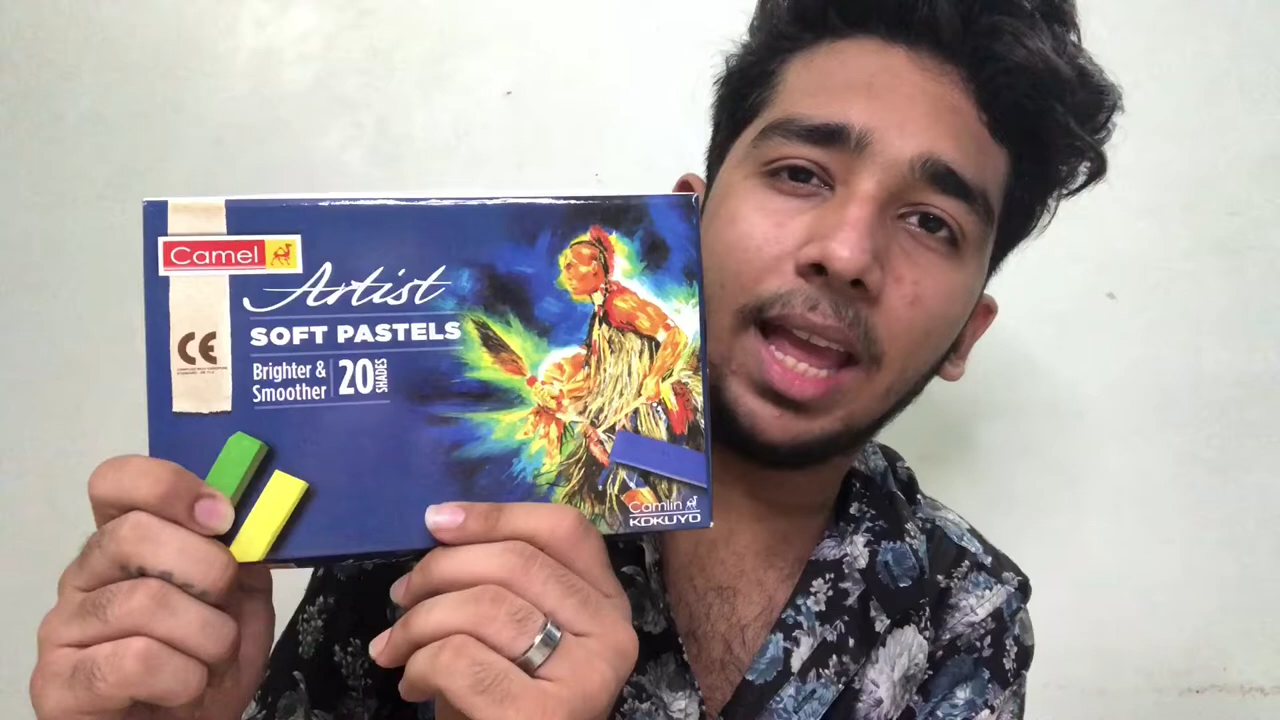 Camel
Artist
SOFT PASTELS
Brighter &
Smoother
20 SHADES
CE
Camlin
KOKUYO